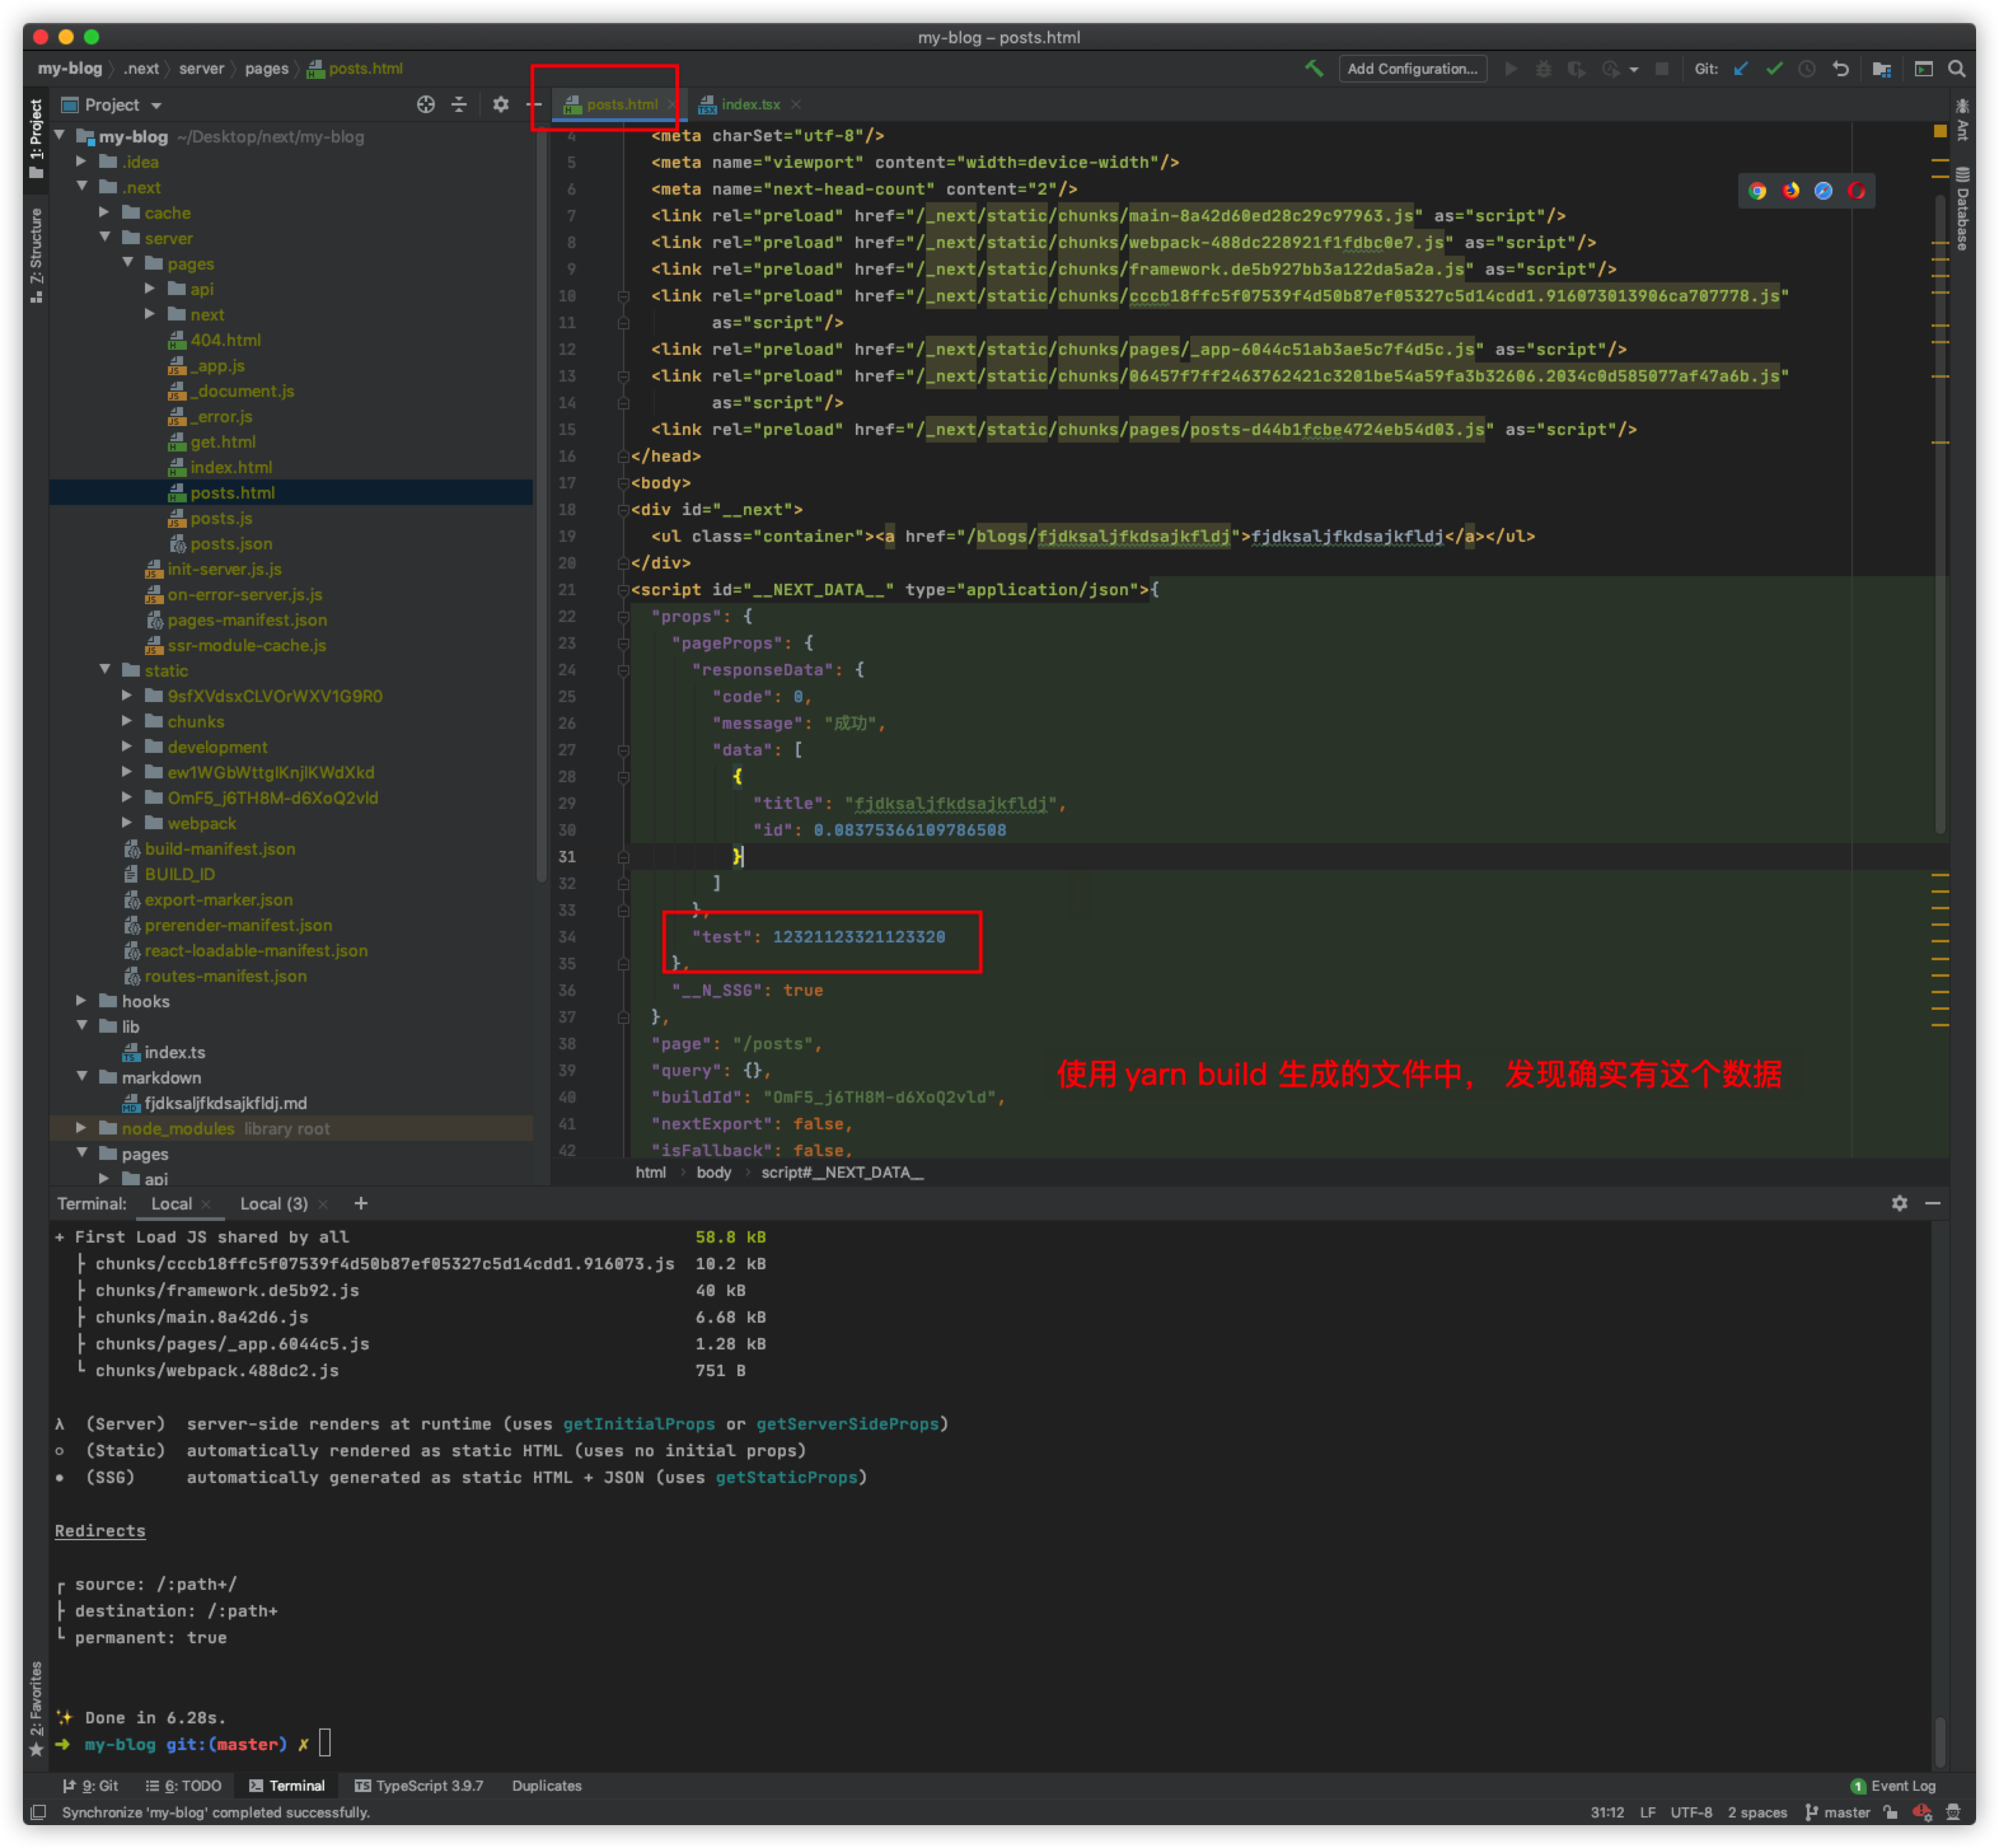 my-blog – posts.html
my-blog .next server pages posts.html
Add Configuration... Git:
1: Project
Z: Structure
2: Favorites
Ant
Database
Project
posts.html index.tsx
my-blog ~/Desktop/next/my-blog
.idea
.next
cache
server
pages
api
next
404.html
_app.js
_document.js
_error.js
get.html
index.html
posts.html
posts.js
posts.json
init-server.js.js
on-error-server.js.js
pages-manifest.json
ssr-module-cache.js
static
9sfXVdsxCLVOrWXV1G9R0
chunks
development
ew1WGbWttglKnjlKWdXkd
OmF5_j6TH8M-d6XoQ2vld
webpack
build-manifest.json
BUILD_ID
export-marker.json
prerender-manifest.json
react-loadable-manifest.json
routes-manifest.json
hooks
lib
index.ts
markdown
fjdksaljfkdsajkfldj.md
node_modules library root
pages
api
4 <meta charSet="utf-8"/>
5 <meta name="viewport" content="width=device-width"/>
6 <meta name="next-head-count" content="2"/>
7 <link rel="preload" href="/_next/static/chunks/main-8a42d60ed28c29c97963.js" as="script"/>
8 <link rel="preload" href="/_next/static/chunks/webpack-488dc228921f1fdbc0e7.js" as="script"/>
9 <link rel="preload" href="/_next/static/chunks/framework.de5b927bb3a122da5a2a.js" as="script"/>
10 <link rel="preload" href="/_next/static/chunks/cccb18ffc5f07539f4d50b87ef05327c5d14cdd1.916073013906ca707778.js"
11 as="script"/>
12 <link rel="preload" href="/_next/static/chunks/pages/_app-6044c51ab3ae5c7f4d5c.js" as="script"/>
13 <link rel="preload" href="/_next/static/chunks/06457f7ff2463762421c3201be54a59fa3b32606.2034c0d585077af47a6b.js"
14 as="script"/>
15 <link rel="preload" href="/_next/static/chunks/pages/posts-d44b1fcbe4724eb54d03.js" as="script"/>
16 </head>
17 <body>
18 <div id="__next">
19 <ul class="container"><a href="/blogs/fjdksaljfkdsajkfldj">fjdksaljfkdsajkfldj</a></ul>
20 </div>
21 <script id="__NEXT_DATA__" type="application/json">{
22 "props": {
23 "pageProps": {
24 "responseData": {
25 "code": 0,
26 "message": "成功",
27 "data": [
28 {
29 "title": "fjdksaljfkdsajkfldj",
30 "id": 0.08375366109786508
31 }
32 ]
33 },
34 "test": 12321123321123320
35 },
36 "__N_SSG": true
37 },
38 "page": "/posts",
39 "query": {},
40 "buildId": "OmF5_j6TH8M-d6XoQ2vld",
41 "nextExport": false,
42 "isFallback": false,
使用 yarn build 生成的文件中， 发现确实有这个数据
html body script#__NEXT_DATA__
Terminal: Local Local (3) +
+ First Load JS shared by all 58.8 kB
├ chunks/cccb18ffc5f07539f4d50b87ef05327c5d14cdd1.916073.js 10.2 kB
├ chunks/framework.de5b92.js 40 kB
├ chunks/main.8a42d6.js 6.68 kB
├ chunks/pages/_app.6044c5.js 1.28 kB
└ chunks/webpack.488dc2.js 751 B
λ (Server) server-side renders at runtime (uses getInitialProps or getServerSideProps)
○ (Static) automatically rendered as static HTML (uses no initial props)
● (SSG) automatically generated as static HTML + JSON (uses getStaticProps)
Redirects
┌ source: /:path+/
├ destination: /:path+
└ permanent: true
✨ Done in 6.28s.
➜ my-blog git:(master) ✗
9: Git 6: TODO Terminal TypeScript 3.9.7 Duplicates 1 Event Log
Synchronize 'my-blog' completed successfully. 31:12 LF UTF-8 2 spaces master